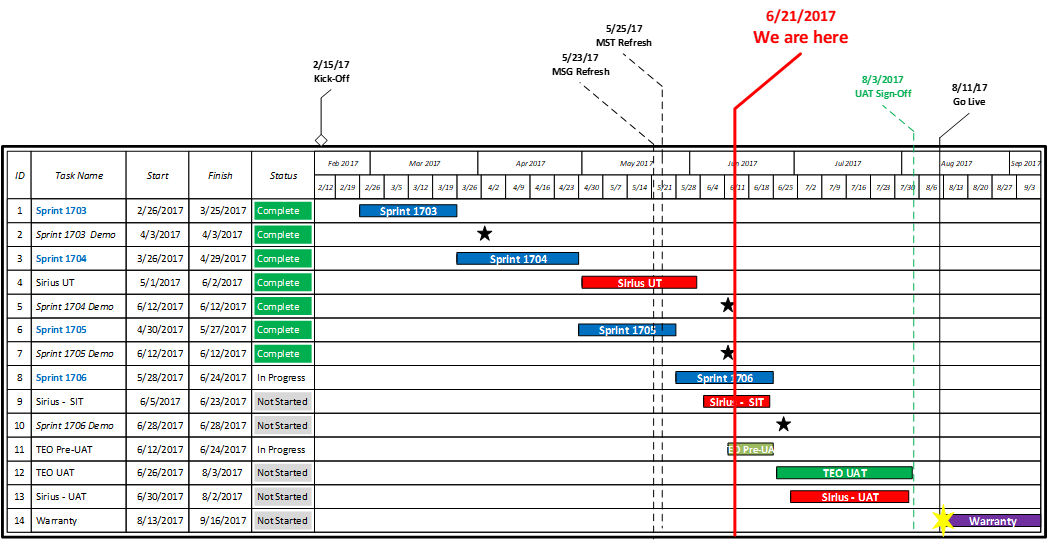 6/21/2017
We are here
5/25/17
MST Refresh
5/23/17
MSG Refresh
2/15/17
Kick-Off
8/3/2017
UAT Sign-Off
8/11/17
Go Live
ID Task Name Start Finish Status Feb 2017 Mar 2017 Apr 2017 May 2017 Jun 2017 Jul 2017 Aug 2017 Sep 2017
2/12 2/19 2/26 3/5 3/12 3/19 3/26 4/2 4/9 4/16 4/23 4/30 5/7 5/14 5/21 5/28 6/4 6/11 6/18 6/25 7/2 7/9 7/16 7/23 7/30 8/6 8/13 8/20 8/27 9/3
1 Sprint 1703 2/26/2017 3/25/2017 Complete Sprint 1703
2 Sprint 1703 Demo 4/3/2017 4/3/2017 Complete
3 Sprint 1704 3/26/2017 4/29/2017 Complete Sprint 1704
4 Sirius UT 5/1/2017 6/2/2017 Complete Sirius UT
5 Sprint 1704 Demo 6/12/2017 6/12/2017 Complete
6 Sprint 1705 4/30/2017 5/27/2017 Complete Sprint 1705
7 Sprint 1705 Demo 6/12/2017 6/12/2017 Complete
8 Sprint 1706 5/28/2017 6/24/2017 In Progress Sprint 1706
9 Sirius - SIT 6/5/2017 6/23/2017 Not Started Sirius - SIT
10 Sprint 1706 Demo 6/28/2017 6/28/2017 Not Started
11 TEO Pre-UAT 6/12/2017 6/24/2017 In Progress EO Pre-UA
12 TEO UAT 6/26/2017 8/3/2017 Not Started TEO UAT
13 Sirius - UAT 6/30/2017 8/2/2017 Not Started Sirius - UAT
14 Warranty 8/13/2017 9/16/2017 Not Started Warranty